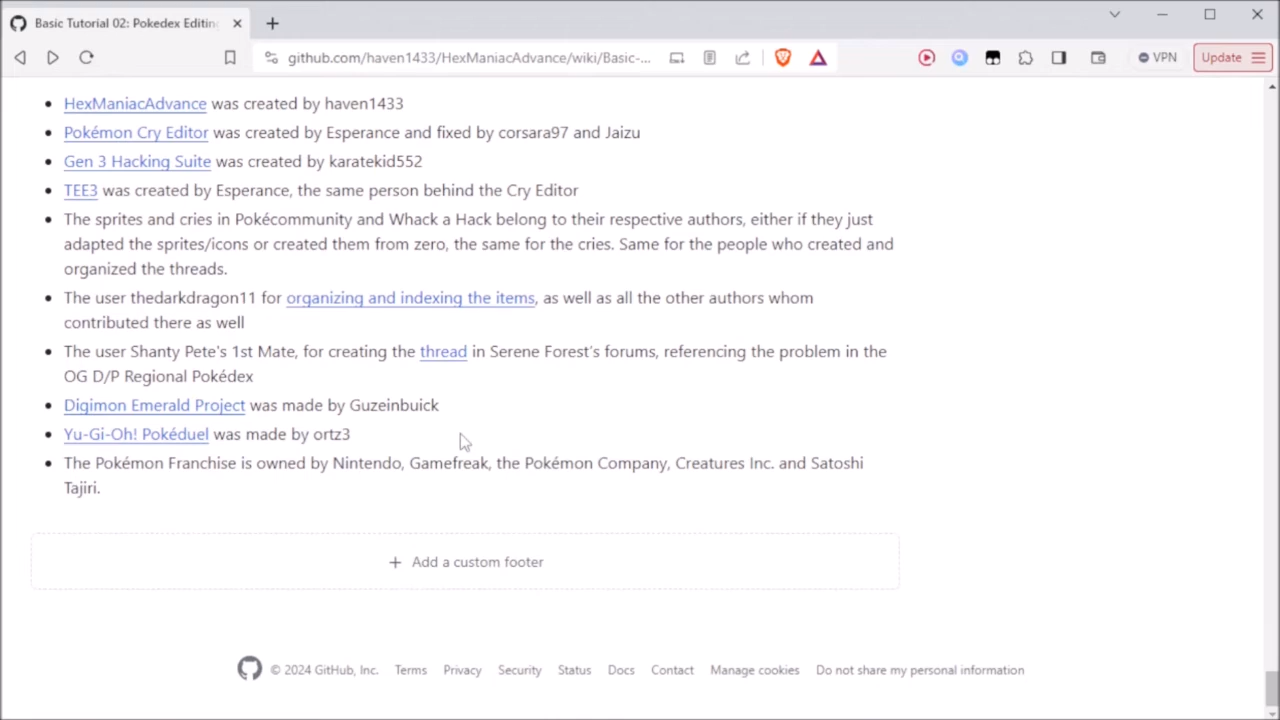 Basic Tutorial 02: Pokedex Editing
github.com/haven1433/HexManiacAdvance/wiki/Basic-...
VPN
Update
HexManiacAdvance was created by haven1433
Pokémon Cry Editor was created by Esperance and fixed by corsara97 and Jaizu
Gen 3 Hacking Suite was created by karatekid552
TEE3 was created by Esperance, the same person behind the Cry Editor
The sprites and cries in Pokécommunity and Whack a Hack belong to their respective authors, either if they just
adapted the sprites/icons or created them from zero, the same for the cries. Same for the people who created and
organized the threads.
The user thedarkdragon11 for organizing and indexing the items, as well as all the other authors whom
contributed there as well
The user Shanty Pete's 1st Mate, for creating the thread in Serene Forest's forums, referencing the problem in the
OG D/P Regional Pokédex
Digimon Emerald Project was made by Guzeinbuick
Yu-Gi-Oh! Pokéduel was made by ortz3
The Pokémon Franchise is owned by Nintendo, Gamefreak, the Pokémon Company, Creatures Inc. and Satoshi
Tajiri.
Add a custom footer
© 2024 GitHub, Inc. Terms Privacy Security Status Docs Contact Manage cookies Do not share my personal information